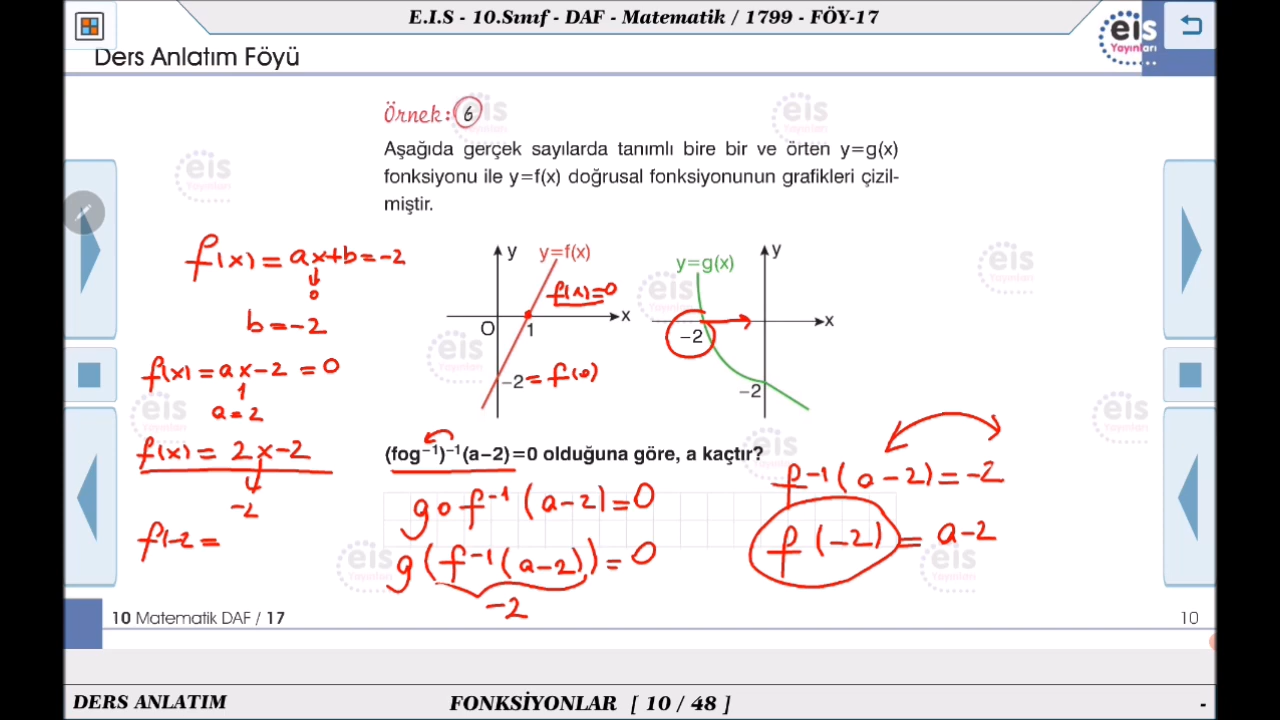 E.I.S - 10.Sınıf - DAF - Matematik / 1799 - FÖY-17
eis
Yayınları
Ders Anlatım Föyü
Örnek: 6
Aşağıda gerçek sayılarda tanımlı bire bir ve örten y=g(x)
fonksiyonu ile y=f(x) doğrusal fonksiyonunun grafikleri çizil-
miştir.
f(x) = ax+b = -2
0
b = -2
f(x) = ax-2 = 0
1
a = 2
f(x) = 2x-2
-2
f(-2 =
y
y=f(x)
f(1)=0
x
O
1
-2 = f(0)
y
y=g(x)
x
-2
-2
(fog⁻¹)⁻¹(a-2)=0 olduğuna göre, a kaçtır?
gof⁻¹(a-2)=0
g(f⁻¹(a-2))=0
-2
f⁻¹(a-2)=-2
f(-2) = a-2
10 Matematik DAF / 17
10
DERS ANLATIM
FONKSİYONLAR [ 10 / 48 ]
-